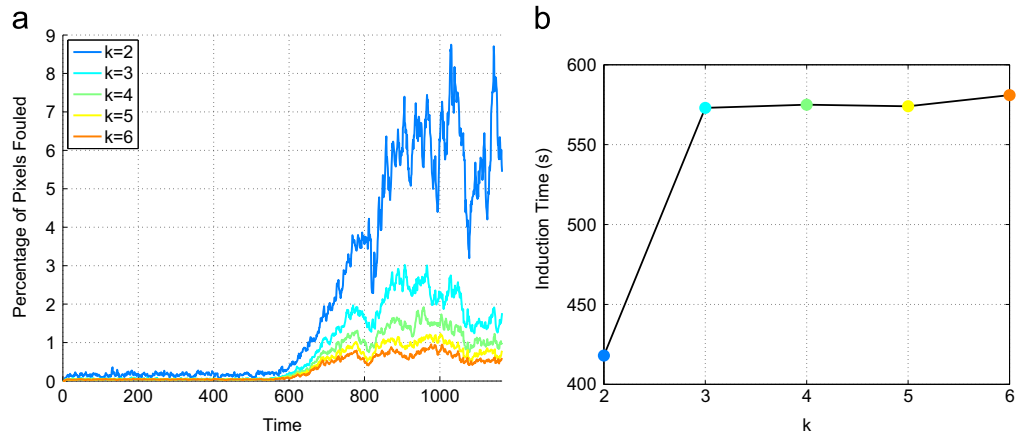 a
b
9
8
7
6
5
4
3
2
1
0
Percentage of Pixels Fouled
k=2
k=3
k=4
k=5
k=6
0 200 400 600 800 1000
Time
600
550
500
450
400
Induction Time (s)
2 3 4 5 6
k